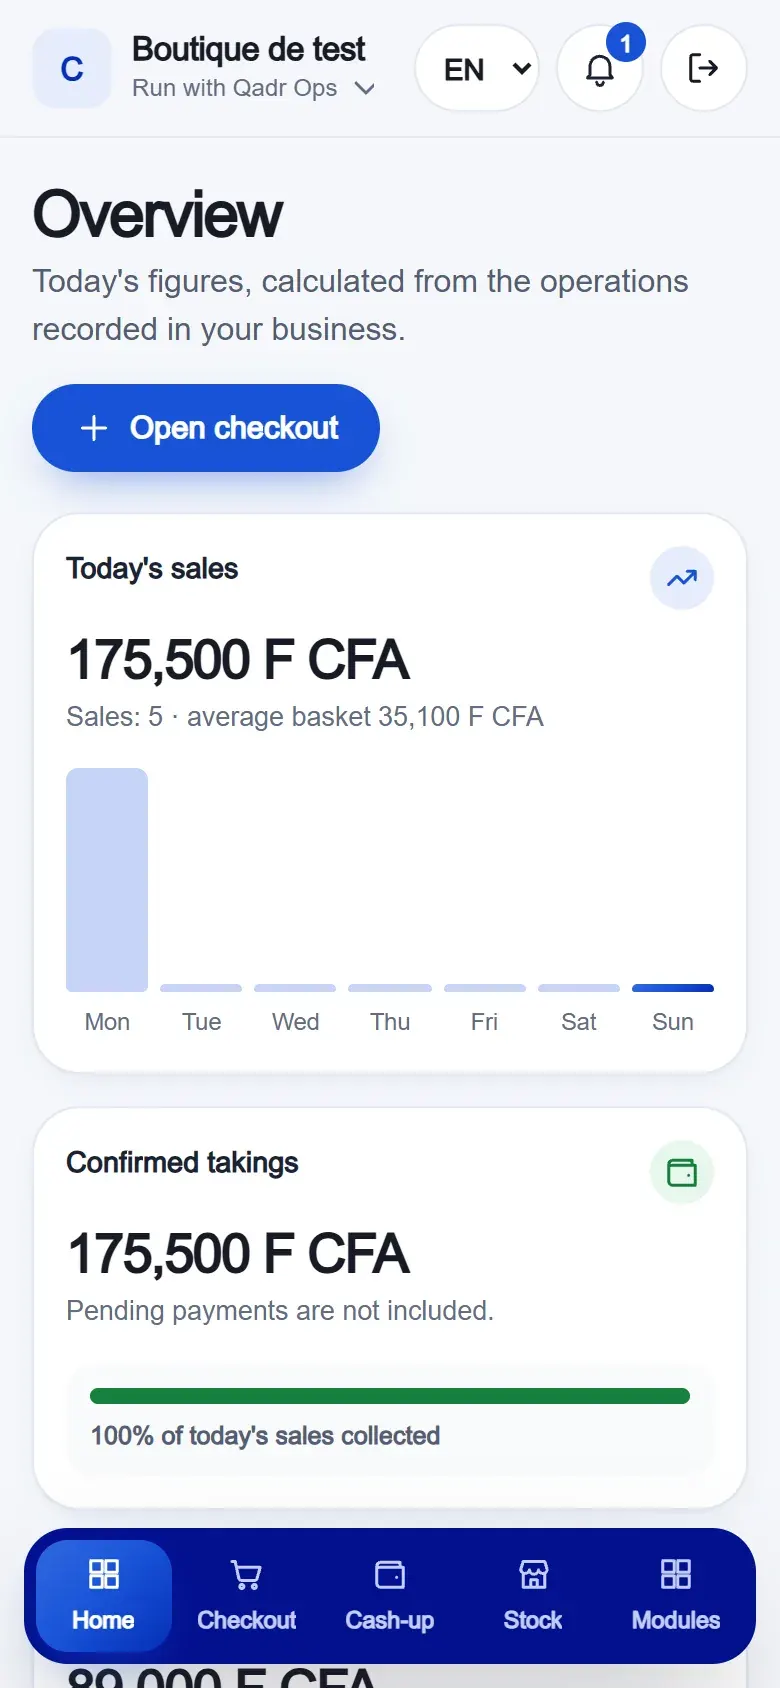 C
Boutique de test
Run with Qadr Ops
EN
1
Overview
Today's figures, calculated from the operations
recorded in your business.
Open checkout
Today's sales
175,500 F CFA
Sales: 5 · average basket 35,100 F CFA
Mon Tue Wed Thu Fri Sat Sun
Confirmed takings
175,500 F CFA
Pending payments are not included.
100% of today's sales collected
Home Checkout Cash-up Stock Modules
89,000 F CFA